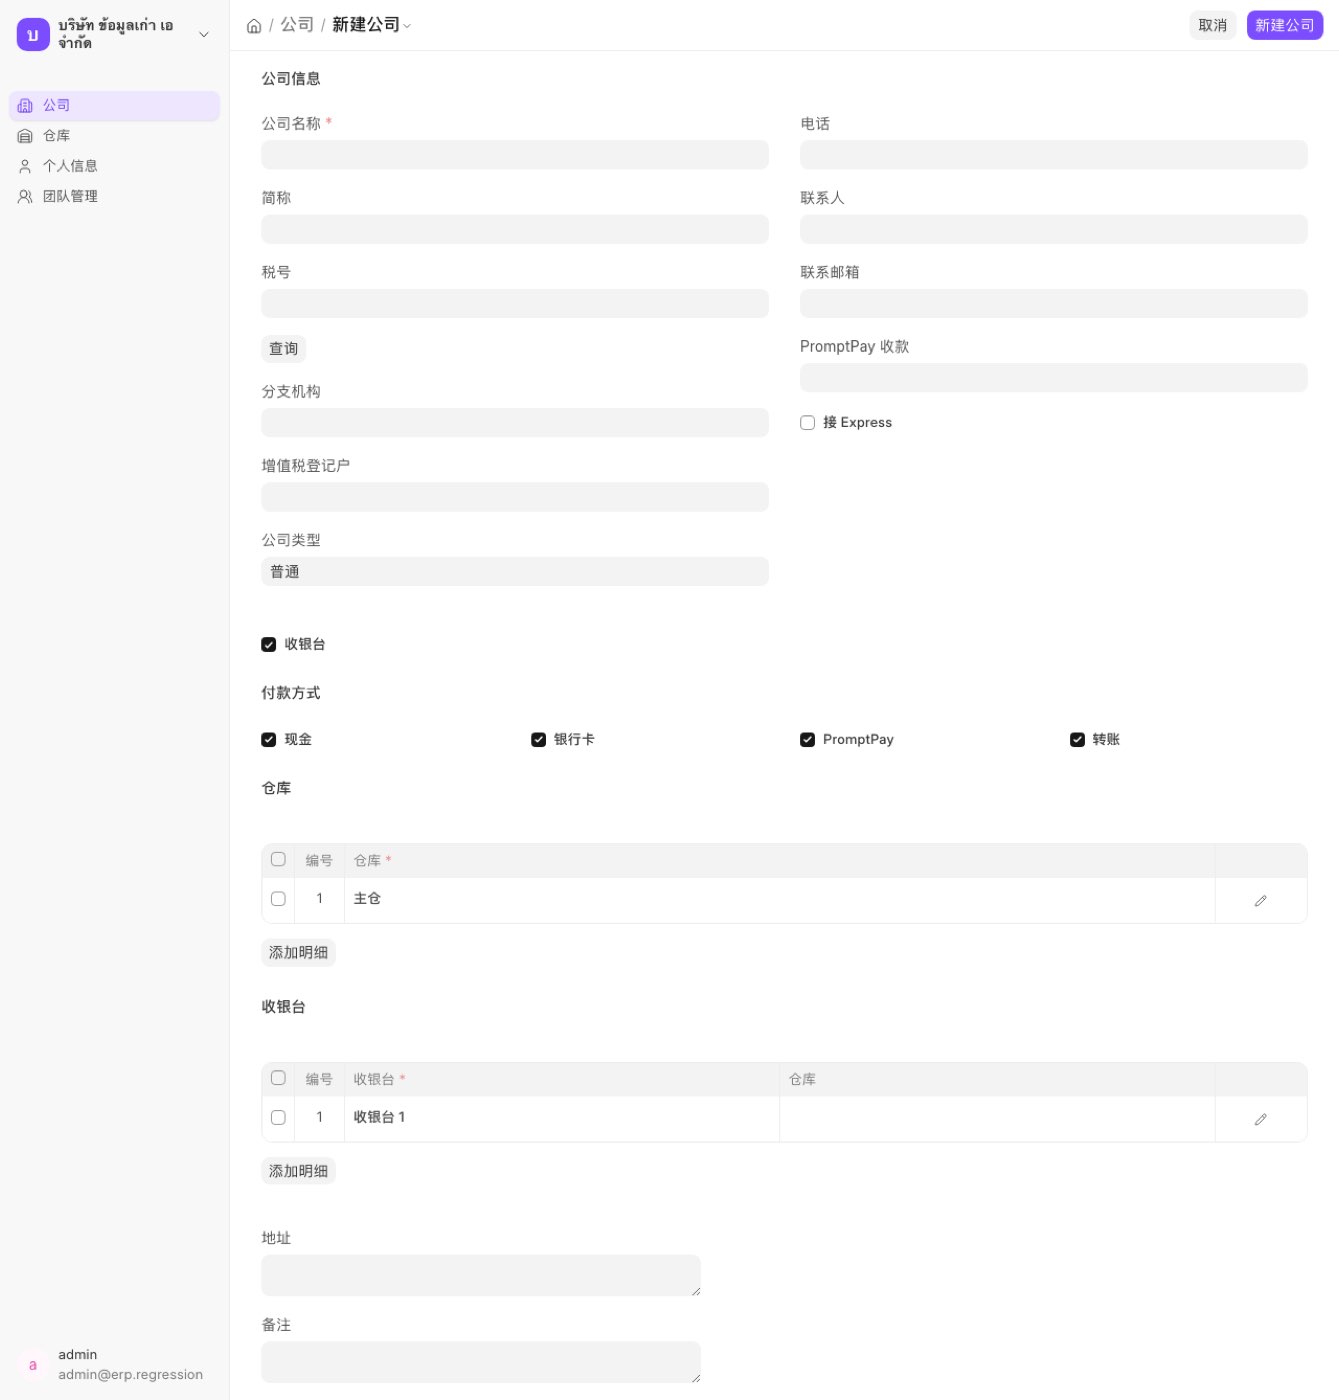 บ
บริษัท ข้อมูลเก่า เอ
จำกัด
公司
仓库
个人信息
团队管理
admin
a
admin@erp.regression
/ 公司 / 新建公司
取消
新建公司
公司信息
公司名称 *
电话
简称
联系人
税号
联系邮箱
查询
PromptPay 收款
分支机构
接 Express
增值税登记户
公司类型
普通
收银台
付款方式
现金
银行卡
PromptPay
转账
仓库
编号 仓库 *
1 主仓
添加明细
收银台
编号 收银台 * 仓库
1 收银台 1
添加明细
地址
备注